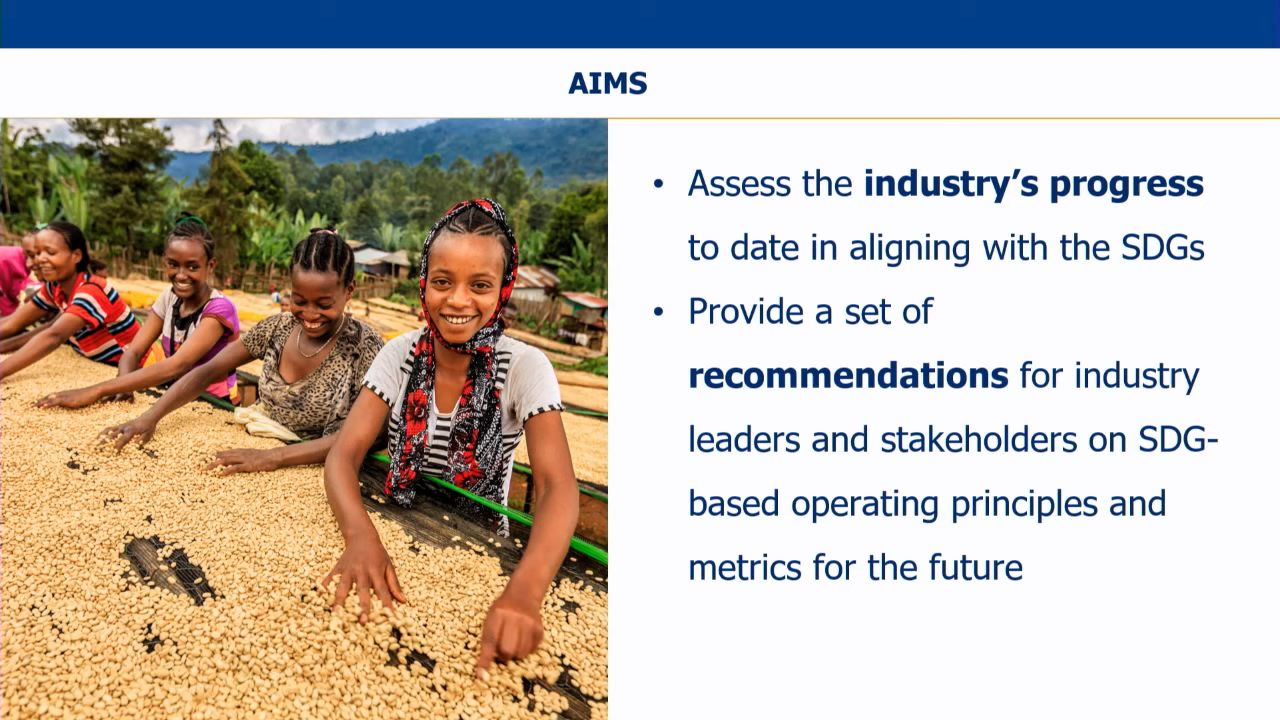 AIMS
• Assess the industry’s progress
to date in aligning with the SDGs
• Provide a set of
recommendations for industry
leaders and stakeholders on SDG-
based operating principles and
metrics for the future